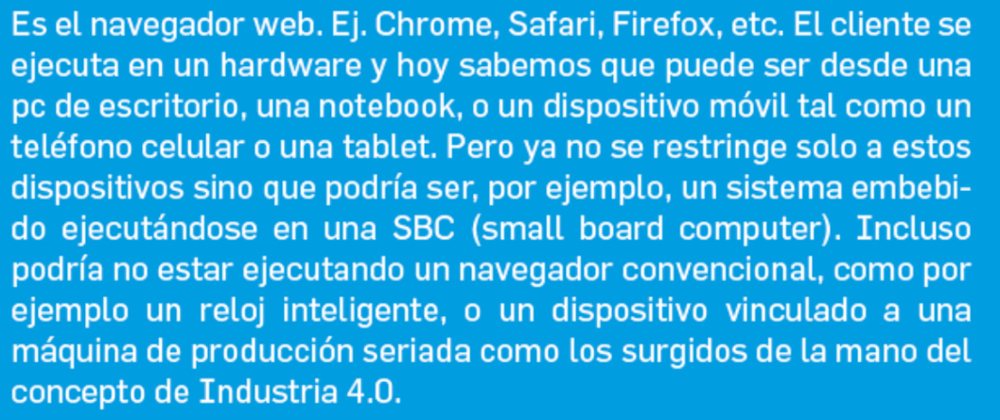 Es el navegador web. Ej. Chrome, Safari, Firefox, etc. El cliente se
ejecuta en un hardware y hoy sabemos que puede ser desde una
pc de escritorio, una notebook, o un dispositivo móvil tal como un
teléfono celular o una tablet. Pero ya no se restringe solo a estos
dispositivos sino que podría ser, por ejemplo, un sistema embebi-
do ejecutándose en una SBC (small board computer). Incluso
podría no estar ejecutando un navegador convencional, como por
ejemplo un reloj inteligente, o un dispositivo vinculado a una
máquina de producción seriada como los surgidos de la mano del
concepto de Industria 4.0.